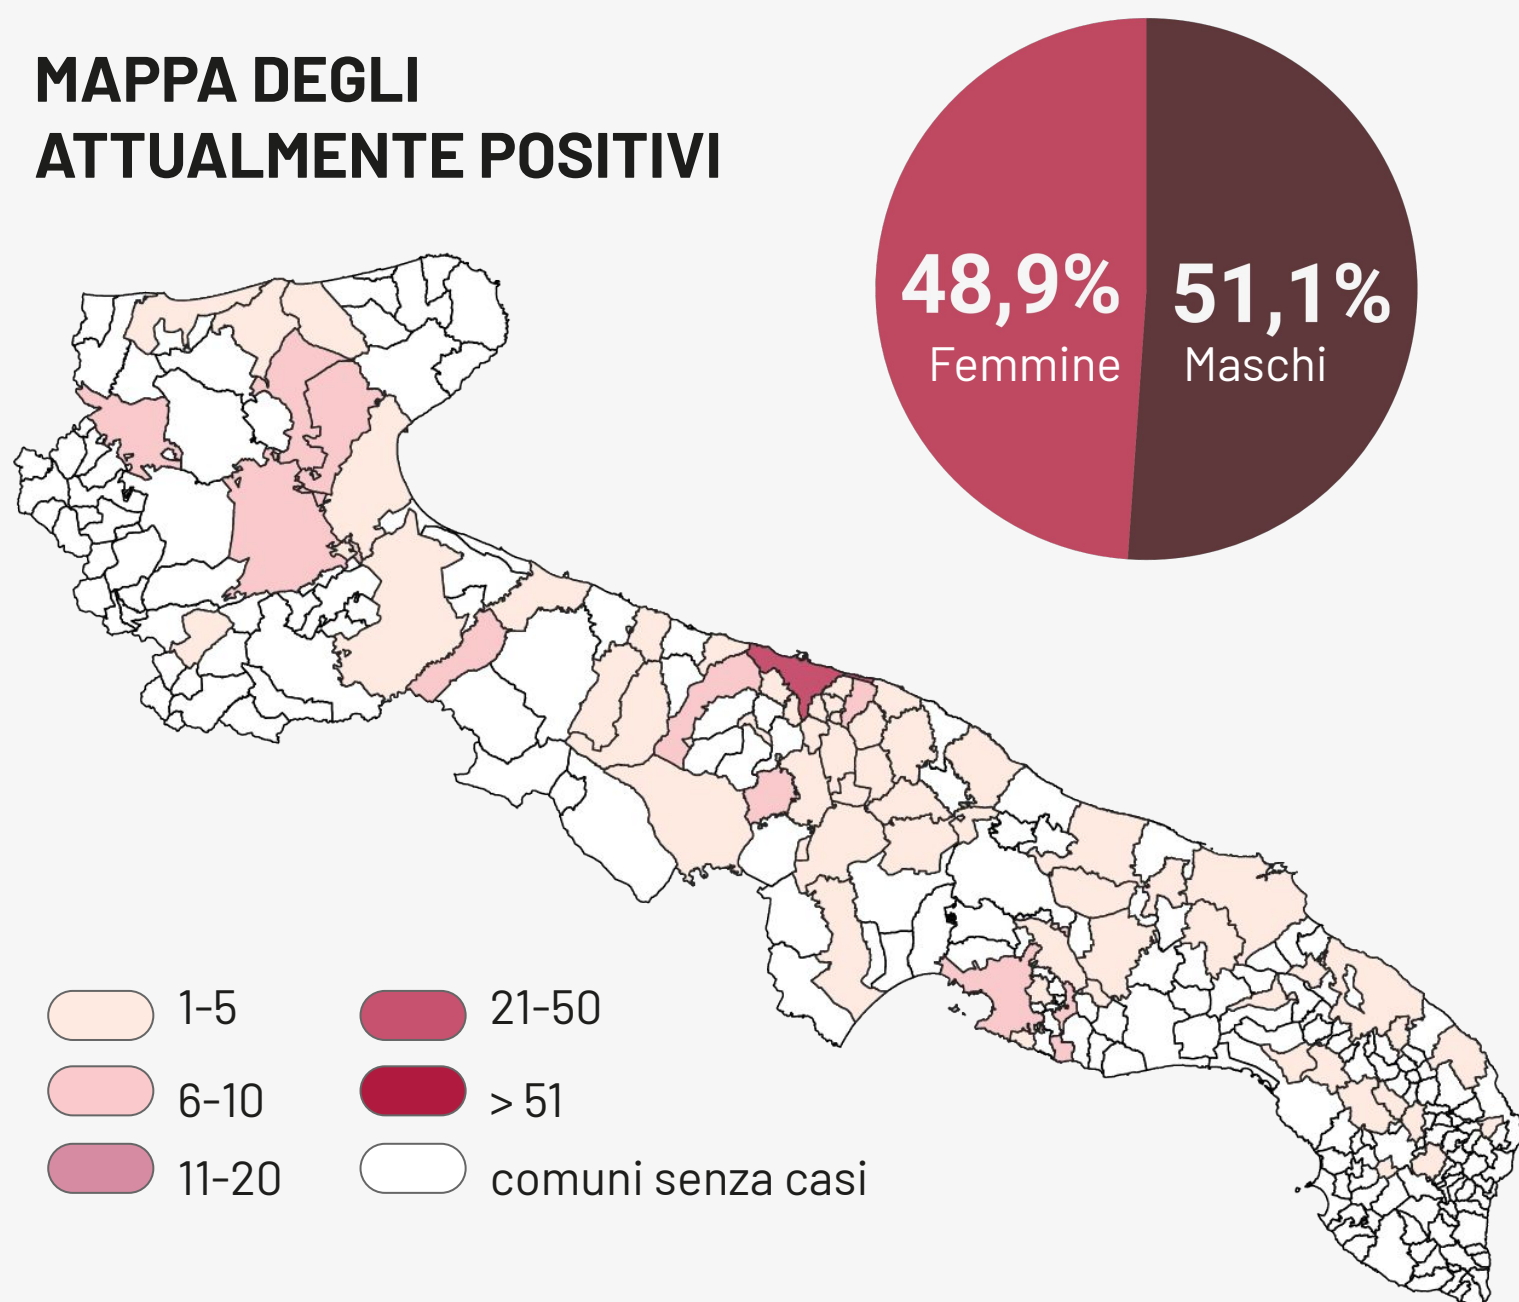 MAPPA DEGLI
ATTUALMENTE POSITIVI
48,9%
Femmine
51,1%
Maschi
1-5
6-10
11-20
21-50
> 51
comuni senza casi